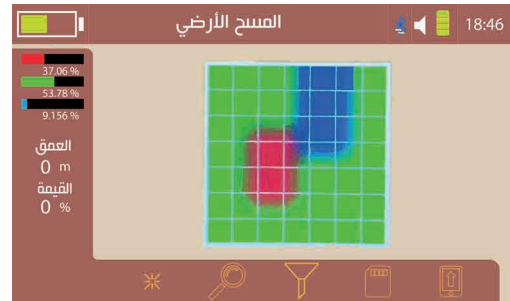 المسح الأرضي
18:46
37.06 %
53.78 %
9.156 %
العمق
0 m
القيمة
0 %